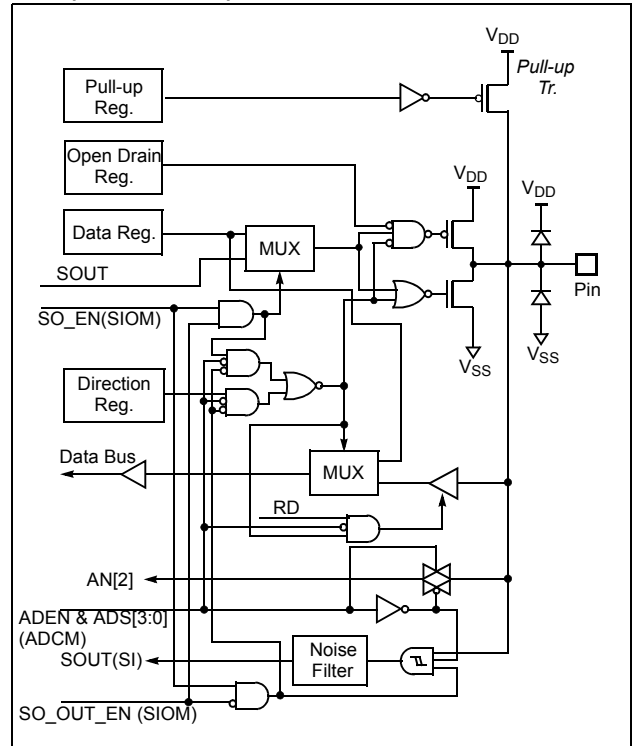 VDD
Pull-up
Tr.
Pull-up
Reg.
Open Drain
Reg.
VDD
VDD
Data Reg.
MUX
SOUT
Pin
SO_EN(SIOM)
VSS
VSS
Direction
Reg.
Data Bus
MUX
RD
AN[2]
ADEN & ADS[3:0]
(ADCM)
Noise
Filter
SOUT(SI)
SO_OUT_EN (SIOM)